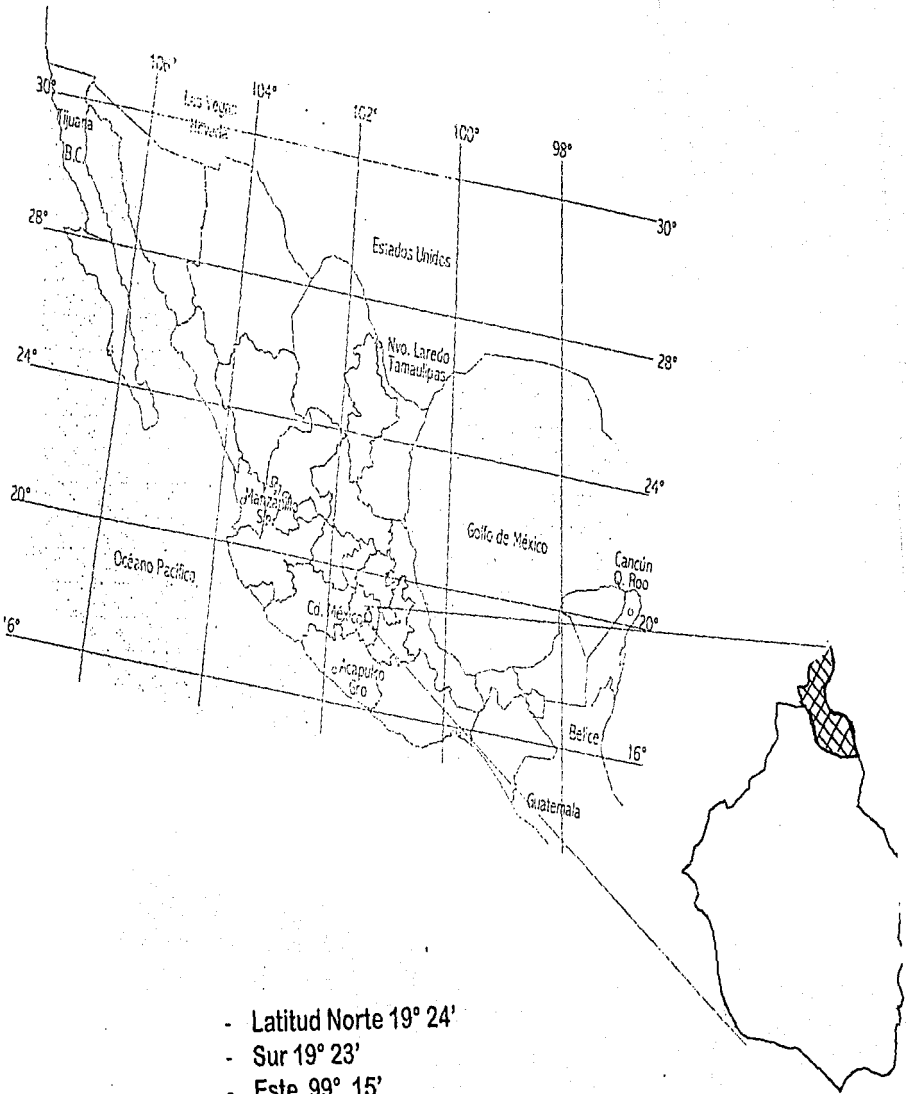 106°
104°
102°
100°
98°
30°
Las Vegas
Nevada
Tijuana
B.C.
30°
28°
Estados Unidos
Nvo. Laredo
Tamaulipas
28°
24°
24°
20°
Manzanillo
Golfo de México
Cancún
Q. Roo
Océano Pacífico
Cd. México
20°
16°
Acapulco
Gro
Belice
16°
Guatemala
- Latitud Norte 19° 24'
- Sur 19° 23'
- Este 99° 15'